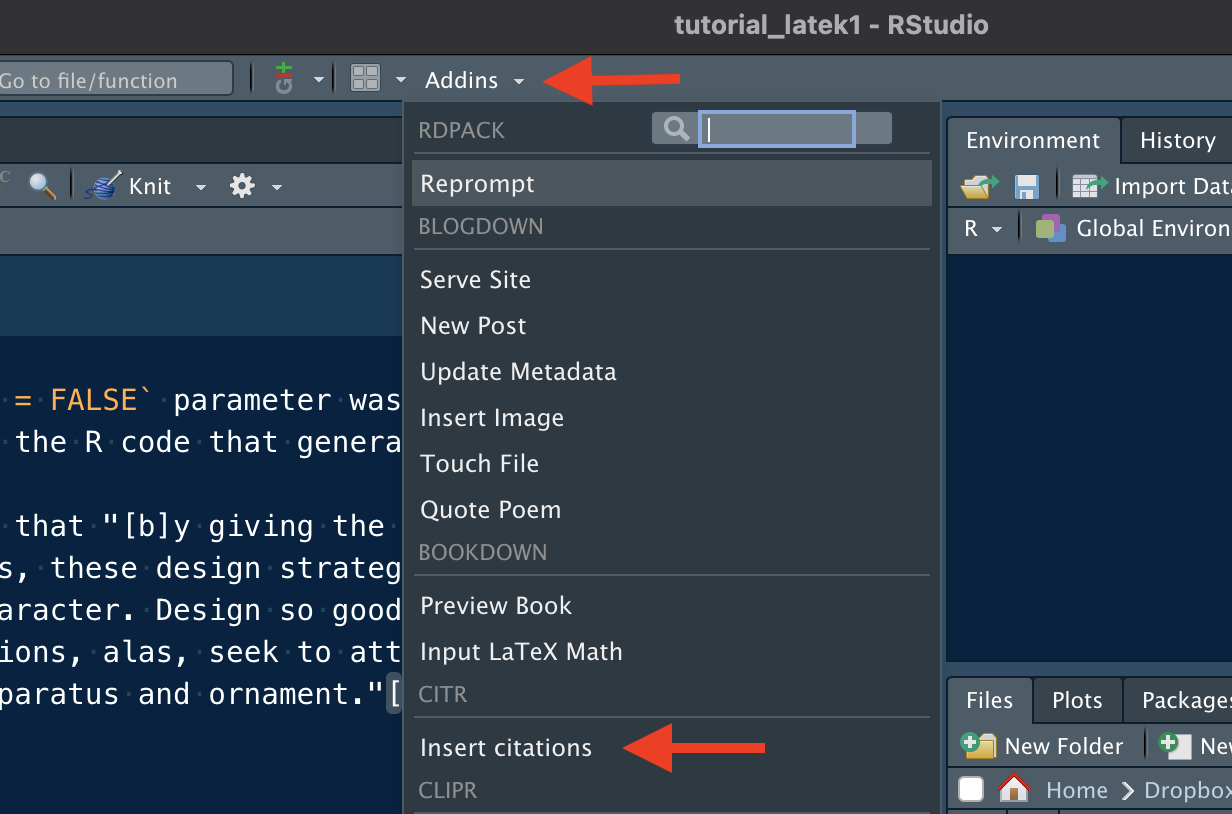 tutorial_latek1 - RStudio
Go to file/function
Addins
RDPACK
Environment
History
Reprompt
Knit
Import Data
BLOGDOWN
R
Global Environ
Serve Site
New Post
Update Metadata
Insert Image
= FALSE` parameter was
the R code that genera
Touch File
Quote Poem
that "[b]y giving the
s, these design strateg
BOOKDOWN
Preview Book
aracter. Design so good
Input LaTeX Math
ions, alas, seek to att
paratus and ornament."[
CITR
Files
Plots
Packages
Insert citations
New Folder
New
CLIPR
Home
Dropbox